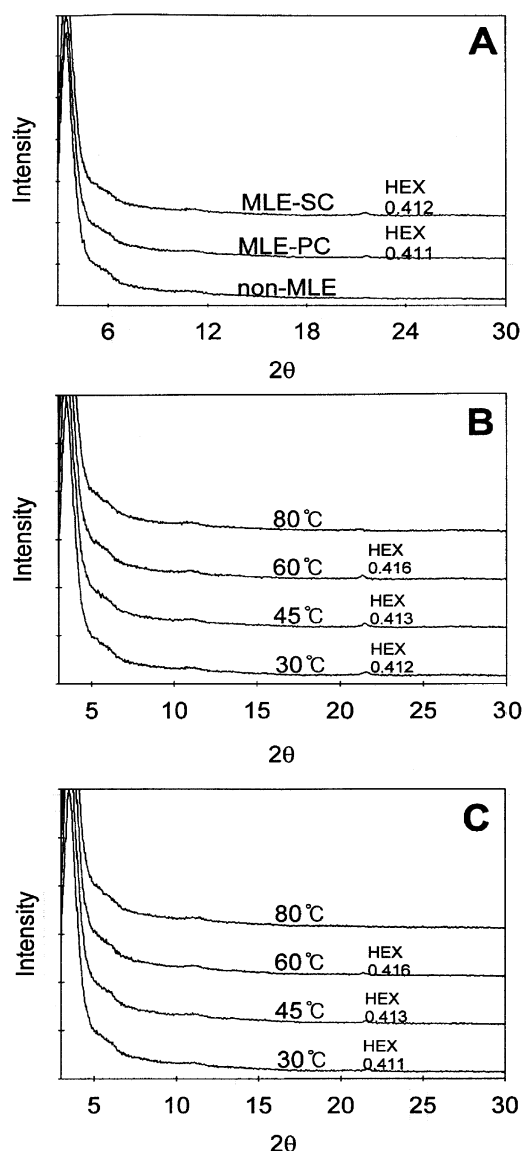 A
Intensity
HEX
MLE-SC 0.412
HEX
MLE-PC 0.411
non-MLE
6 12 18 24 30
2θ
B
Intensity
80℃
HEX
60℃ 0.416
HEX
45℃ 0.413
HEX
30℃ 0.412
5 10 15 20 25 30
2θ
C
Intensity
80℃
HEX
60℃ 0.416
HEX
45℃ 0.413
HEX
30℃ 0.411
5 10 15 20 25 30
2θ